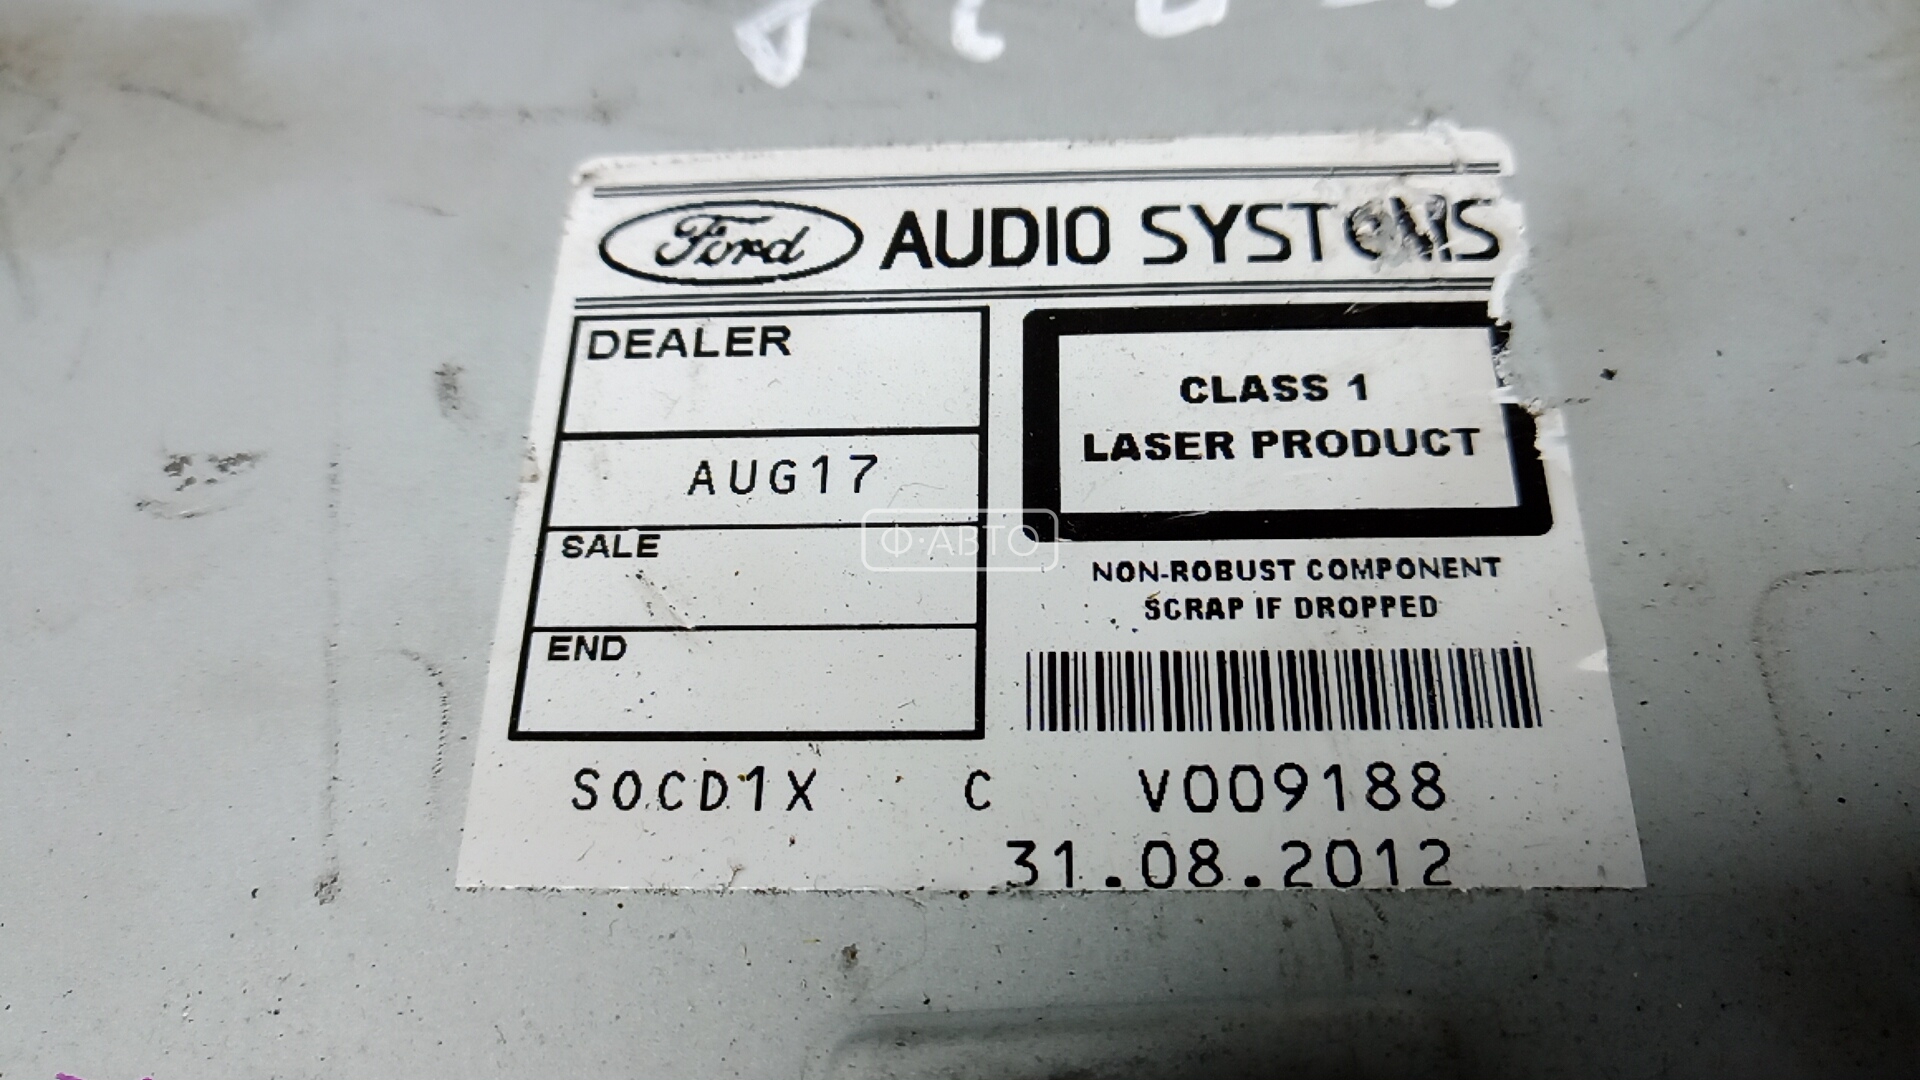 Ford AUDIO SYSTEMS
DEALER
AUG17
SALE
END
CLASS 1
LASER PRODUCT
Ф·АВТО
NON-ROBUST COMPONENT
SCRAP IF DROPPED
SOCD1X C V009188
31.08.2012